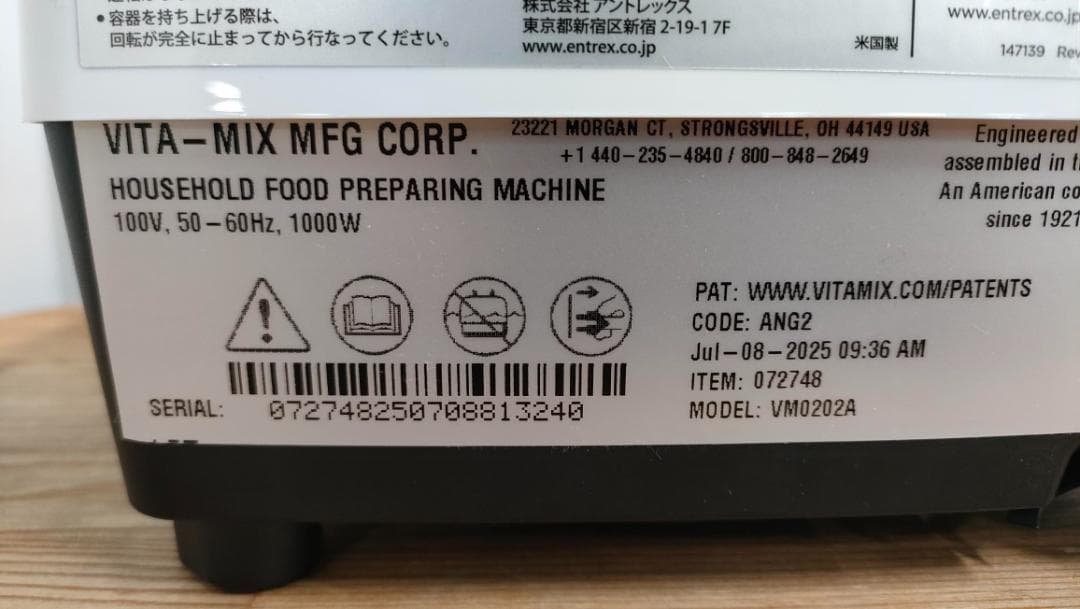 •容器を持ち上げる際は、
回転が完全に止まってから行なってください。
株式会社 アントレックス
東京都新宿区新宿 2-19-1 7F
www.entrex.co.jp
米国製
www.entrex.co.jp
147139 Rev
VITA-MIX MFG CORP.
23221 MORGAN CT, STRONGSVILLE, OH 44149 USA
+1 440-235-4840 / 800-848-2649
Engineered
assembled in
An American
since 1921
HOUSEHOLD FOOD PREPARING MACHINE
100V, 50-60Hz, 1000W
PAT: WWW.VITAMIX.COM/PATENTS
CODE: ANG2
Jul-08-2025 09:36 AM
ITEM: 072748
MODEL: VM0202A
SERIAL: 072748250708813240